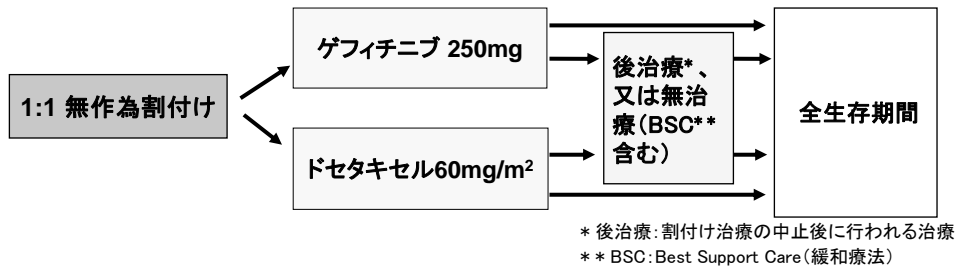 ゲフィチニブ 250mg
1:1 無作為割付け
後治療*、
又は無治
療(BSC**
含む)
全生存期間
ドセタキセル60mg/m²
* 後治療:割付け治療の中止後に行われる治療
** BSC:Best Support Care(緩和療法)